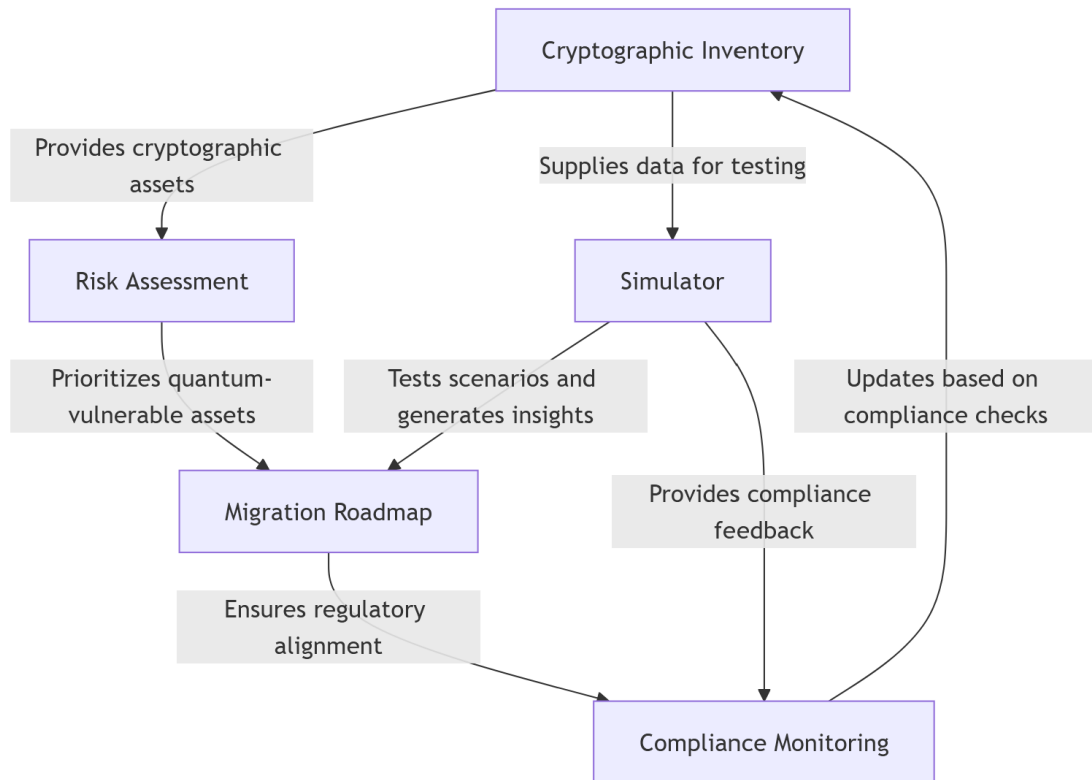 Cryptographic Inventory
Provides cryptographic
assets
Supplies data for testing
Risk Assessment
Simulator
Prioritizes quantum-
vulnerable assets
Tests scenarios and
generates insights
Updates based on
compliance checks
Migration Roadmap
Provides compliance
feedback
Ensures regulatory
alignment
Compliance Monitoring